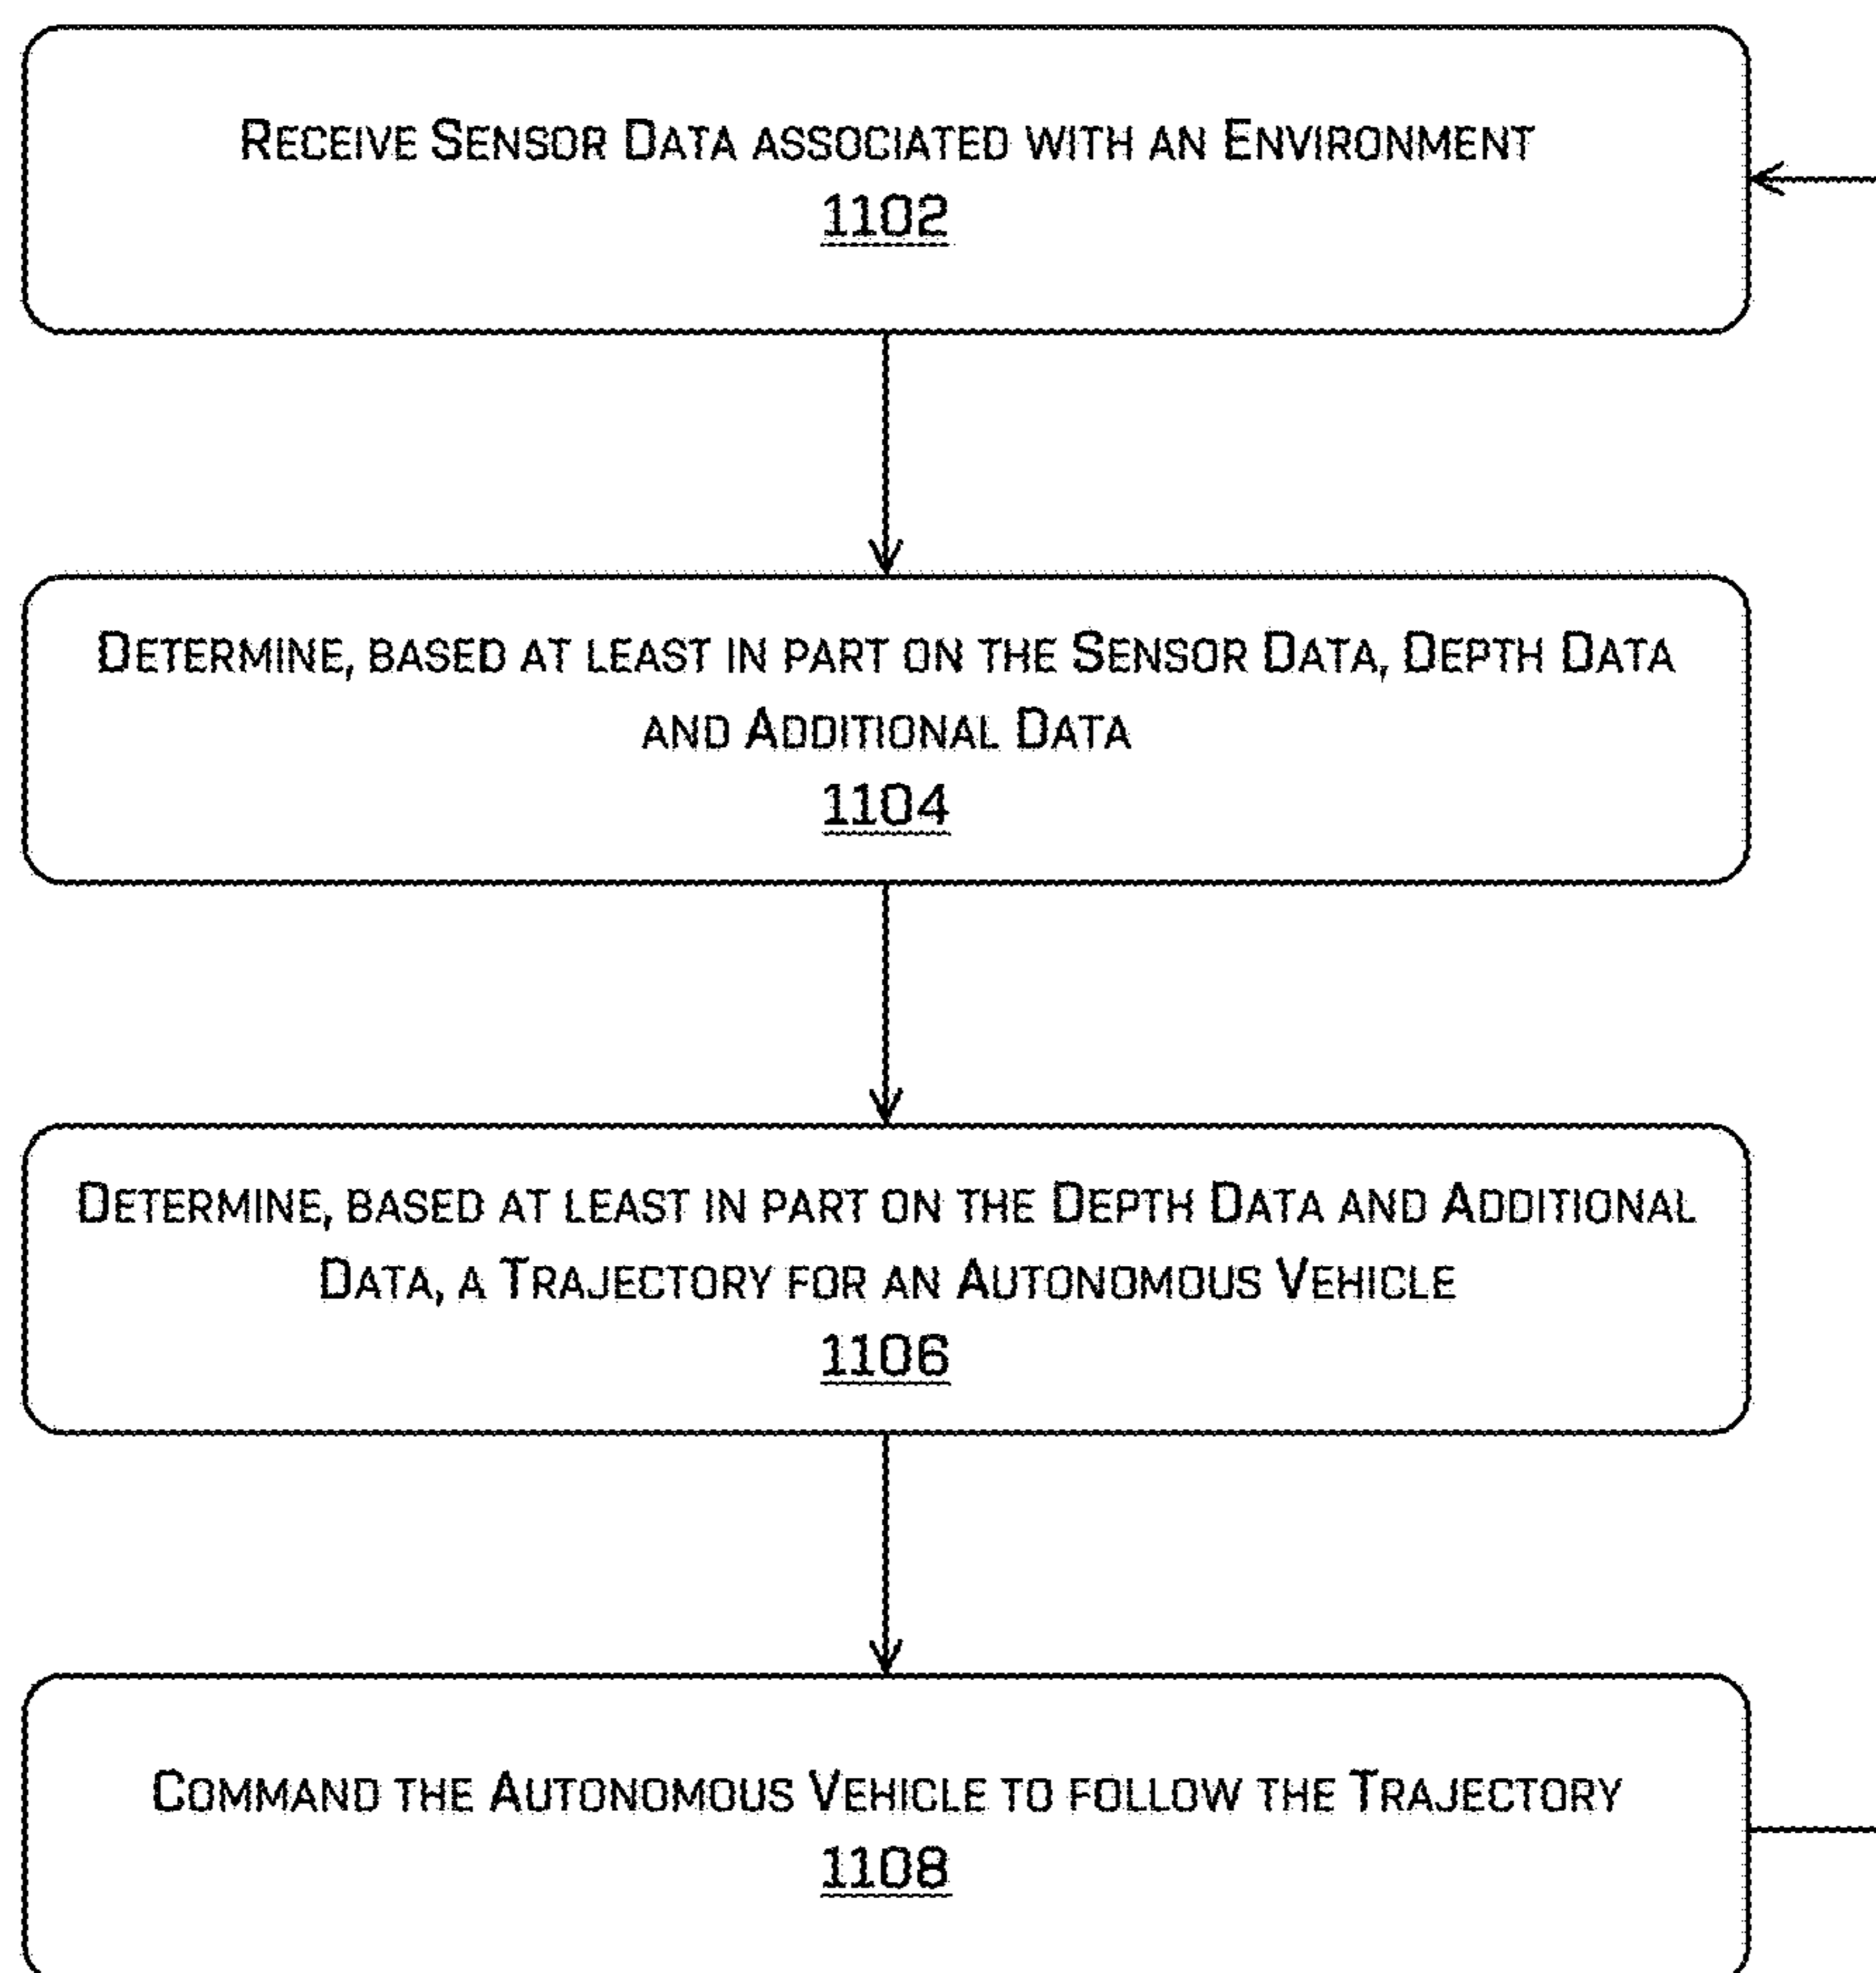 Receive Sensor Data associated with an Environment
1102
Determine, based at least in part on the Sensor Data, Depth Data
and Additional Data
1104
Determine, based at least in part on the Depth Data and Additional
Data, a Trajectory for an Autonomous Vehicle
1106
Command the Autonomous Vehicle to follow the Trajectory
1108